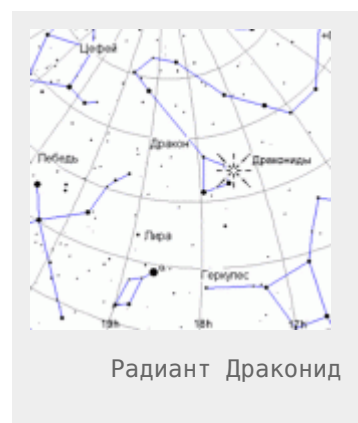 Цефей
Дракон
Дракониды
Лебедь
Лира
Геркулес
19h
18h
17h
Радиант Драконид